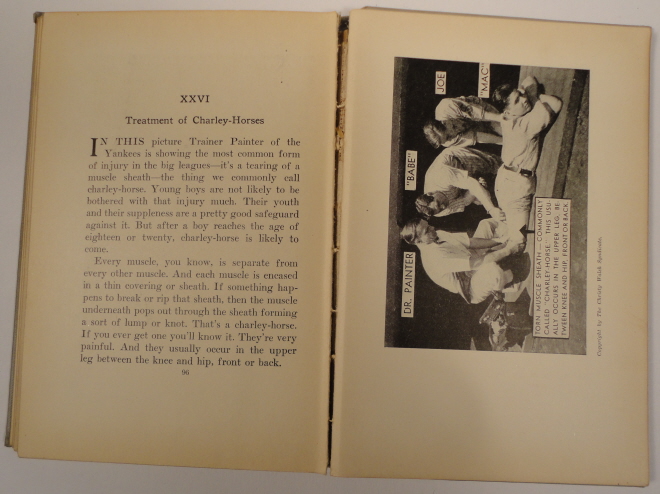 XXVI
Treatment of Charley-Horses
IN THIS picture Trainer Painter of the
Yankees is showing the most common form
of injury in the big leagues—it's a tearing of a
muscle sheath—the thing we commonly call
charley-horse. Young boys are not likely to be
bothered with that injury much. Their youth
and their suppleness are a pretty good safeguard
against it. But after a boy reaches the age of
eighteen or twenty, charley-horse is likely to
come.
Every muscle, you know, is separate from
every other muscle. And each muscle is encased
in a thin covering or sheath. If something hap-
pens to break or rip that sheath, then the muscle
underneath pops out through the sheath forming
a sort of lump or knot. That's a charley-horse.
If you ever get one you'll know it. They're very
painful. And they usually occur in the upper
leg between the knee and hip, front or back.
96
DR. PAINTER
"BABE"
JOE
"MAC"
TORN MUSCLE SHEATH—COMMONLY
CALLED "CHARLEY-HORSE." THIS USU-
ALLY OCCURS IN THE UPPER LEG BE-
TWEEN KNEE AND HIP, FRONT OR BACK
Copyright by The Christy Walsh Syndicate.